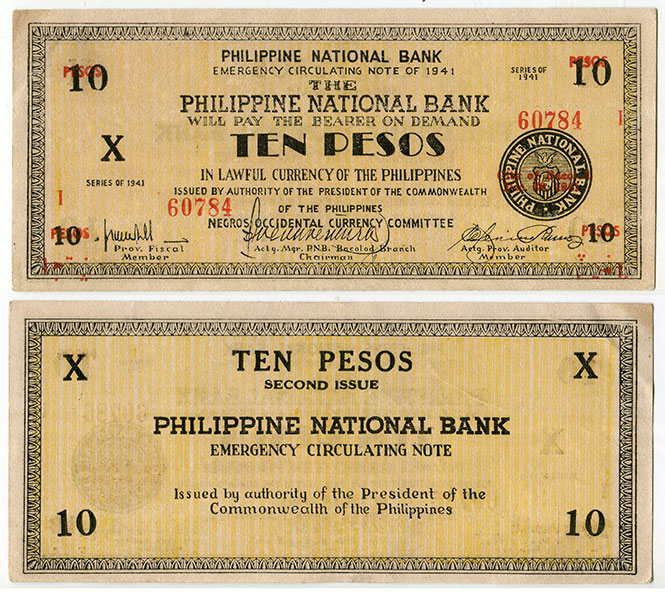 PHILIPPINE NATIONAL BANK
EMERGENCY CIRCULATING NOTE OF 1941
SERIES OF
1941
PESOS
10
PESOS
10
THE
PHILIPPINE NATIONAL BANK
WILL PAY THE BEARER ON DEMAND
60784
TEN PESOS
X
IN LAWFUL CURRENCY OF THE PHILIPPINES
PHILIPPINE NATIONAL BANK
SERIES OF 1941
ISSUED BY AUTHORITY OF THE PRESIDENT OF THE COMMONWEALTH
I
I
60784
OF THE PHILIPPINES
NEGROS OCCIDENTAL CURRENCY COMMITTEE
PESOS
10
PESOS
10
Prov. Fiscal
Member
Actg. Mgr. P.N.B. Bacolod Branch
Chairman
Actg. Prov. Auditor
Member
X
TEN PESOS
X
SECOND ISSUE
PHILIPPINE NATIONAL BANK
EMERGENCY CIRCULATING NOTE
Issued by authority of the President of the
Commonwealth of the Philippines
10
10